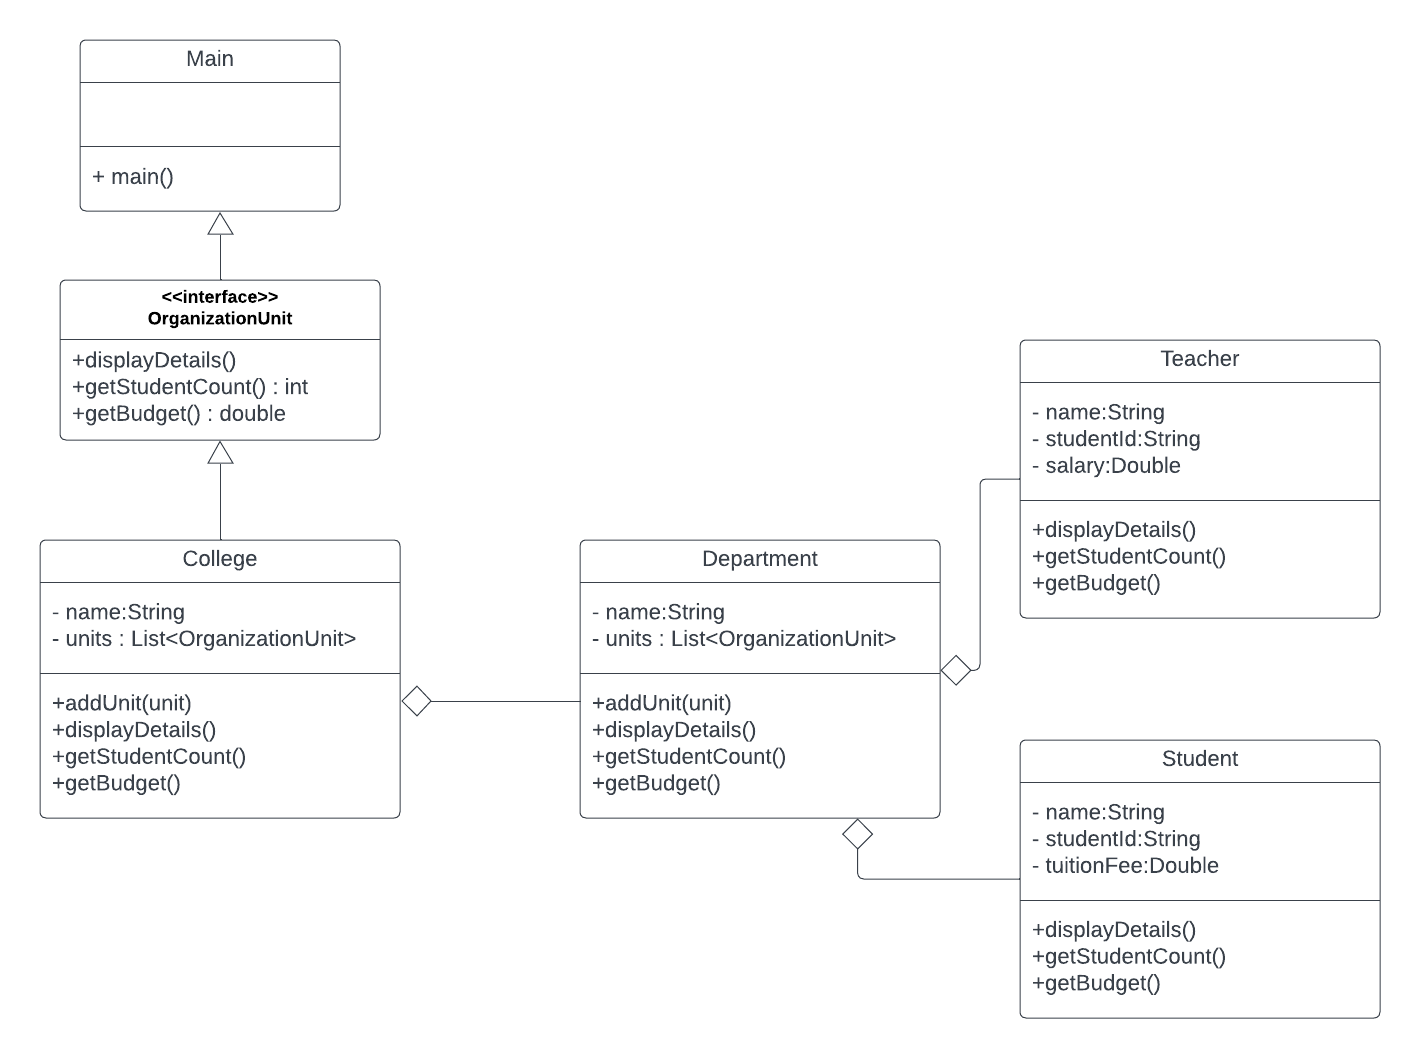 Main
+ main()
<<interface>>
OrganizationUnit
+displayDetails()
+getStudentCount() : int
+getBudget() : double
College
- name:String
- units : List<OrganizationUnit>
+addUnit(unit)
+displayDetails()
+getStudentCount()
+getBudget()
Department
- name:String
- units : List<OrganizationUnit>
+addUnit(unit)
+displayDetails()
+getStudentCount()
+getBudget()
Teacher
- name:String
- studentId:String
- salary:Double
+displayDetails()
+getStudentCount()
+getBudget()
Student
- name:String
- studentId:String
- tuitionFee:Double
+displayDetails()
+getStudentCount()
+getBudget()